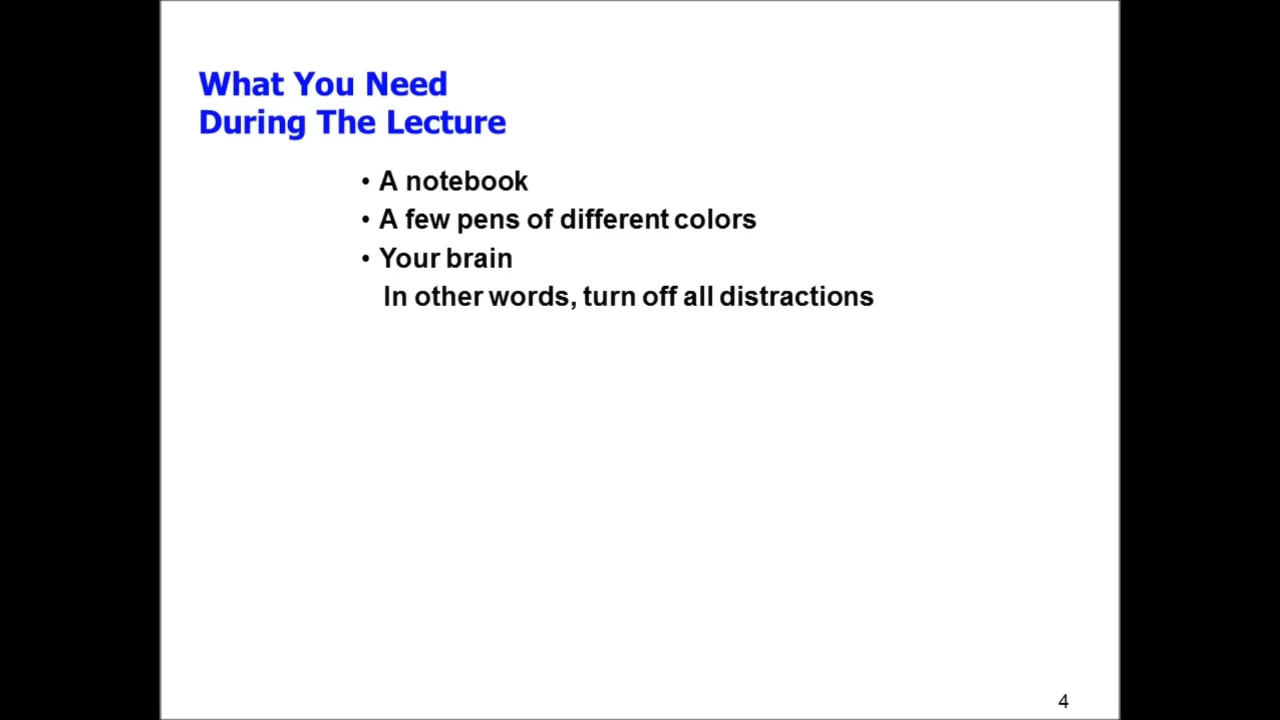 What You Need
During The Lecture
• A notebook
• A few pens of different colors
• Your brain
In other words, turn off all distractions
4